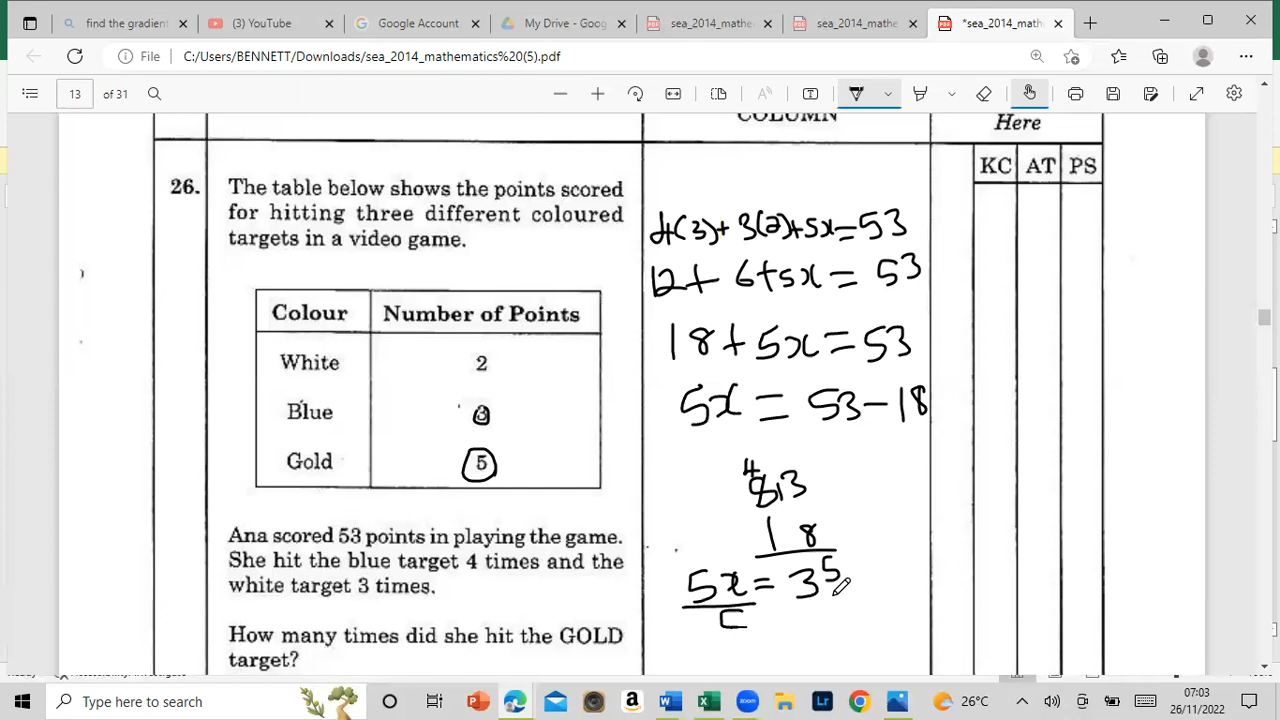 find the gradient
(3) YouTube
Google Account
My Drive - Goog
sea_2014_mathe
sea_2014_mathe
*sea_2014_math
File
C:/Users/BENNETT/Downloads/sea_2014_mathematics%20(5).pdf
13 of 31
COLUMN
Here
KC AT PS
26. The table below shows the points scored
for hitting three different coloured
targets in a video game.
Colour Number of Points
White 2
Blue 3
Gold 5
Ana scored 53 points in playing the game.
She hit the blue target 4 times and the
white target 3 times.
How many times did she hit the GOLD
target?
4(3)+ 3(2)+5x=53
12+ 6+5x = 53
18+ 5x = 53
5x = 53-18
4
513
18
5x = 35
5
Type here to search
26°C
07:03
26/11/2022